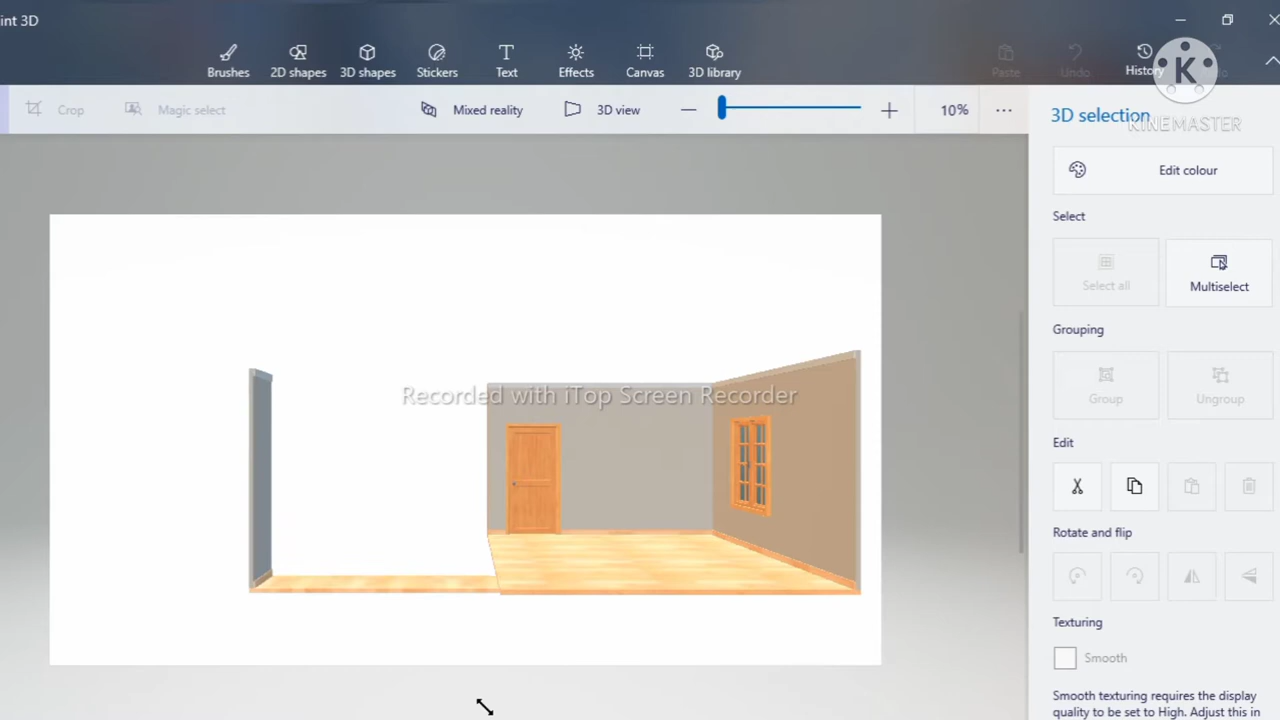 int 3D
Brushes 2D shapes 3D shapes Stickers Text Effects Canvas 3D library Paste Undo History
K
KINEMASTER
Crop Magic select Mixed reality 3D view 10%
3D selection
Edit colour
Select
Select all Multiselect
Grouping
Group Ungroup
Edit
Rotate and flip
Texturing
Smooth
Smooth texturing requires the display
quality to be set to High. Adjust this in
Recorded with iTop Screen Recorder